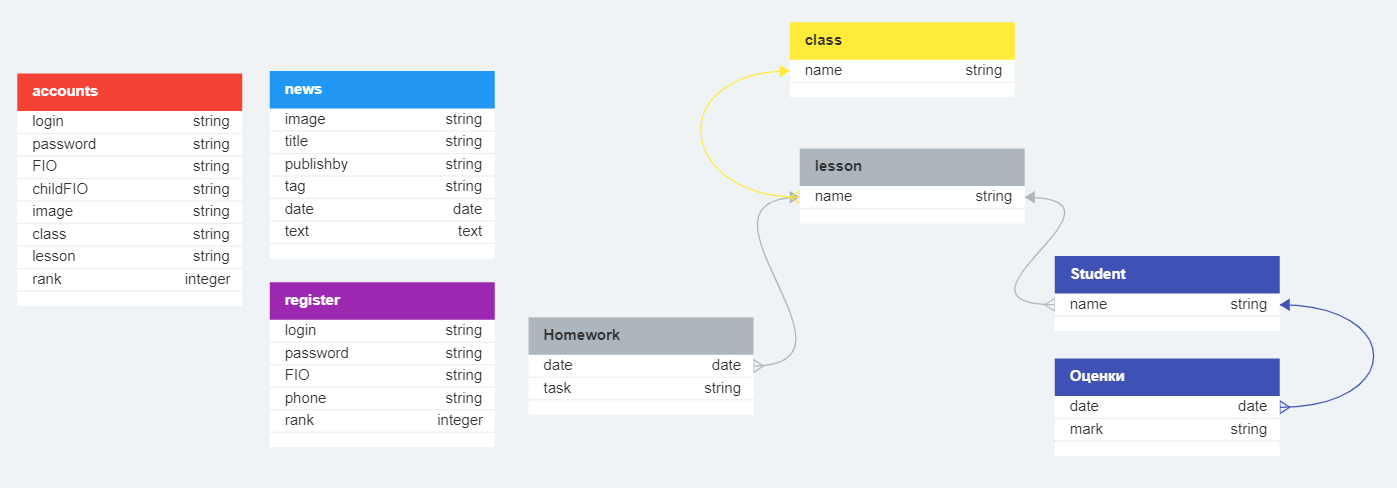 accounts
login string
password string
FIO string
childFIO string
image string
class string
lesson string
rank integer
news
image string
title string
publishby string
tag string
date date
text text
register
login string
password string
FIO string
phone string
rank integer
Homework
date date
task string
class
name string
lesson
name string
Student
name string
Оценки
date date
mark string